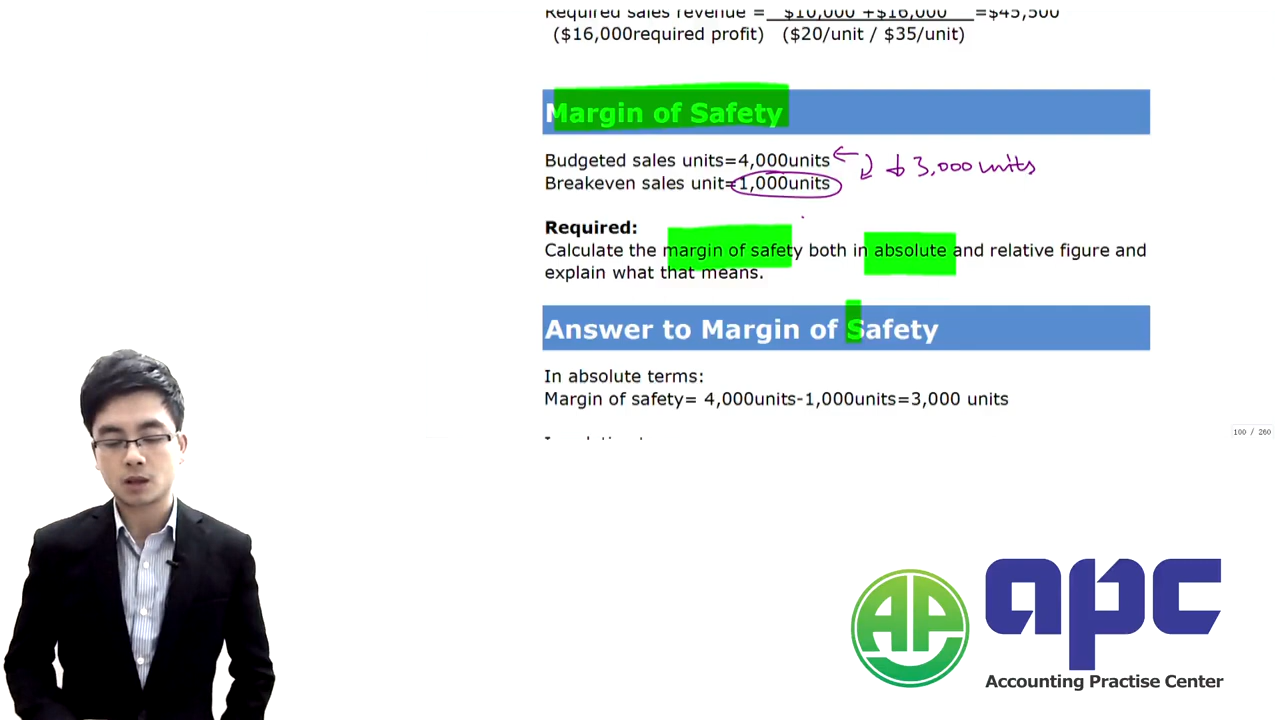 Required sales revenue = $10,000 +$16,000 =$45,500
($16,000required profit) ($20/unit / $35/unit)
Margin of Safety
Budgeted sales units=4,000units
Breakeven sales unit=1,000units
↓ 3,000 units
Required:
Calculate the margin of safety both in absolute and relative figure and
explain what that means.
Answer to Margin of Safety
In absolute terms:
Margin of safety= 4,000units-1,000units=3,000 units
100 / 260
AP
apc
Accounting Practise Center